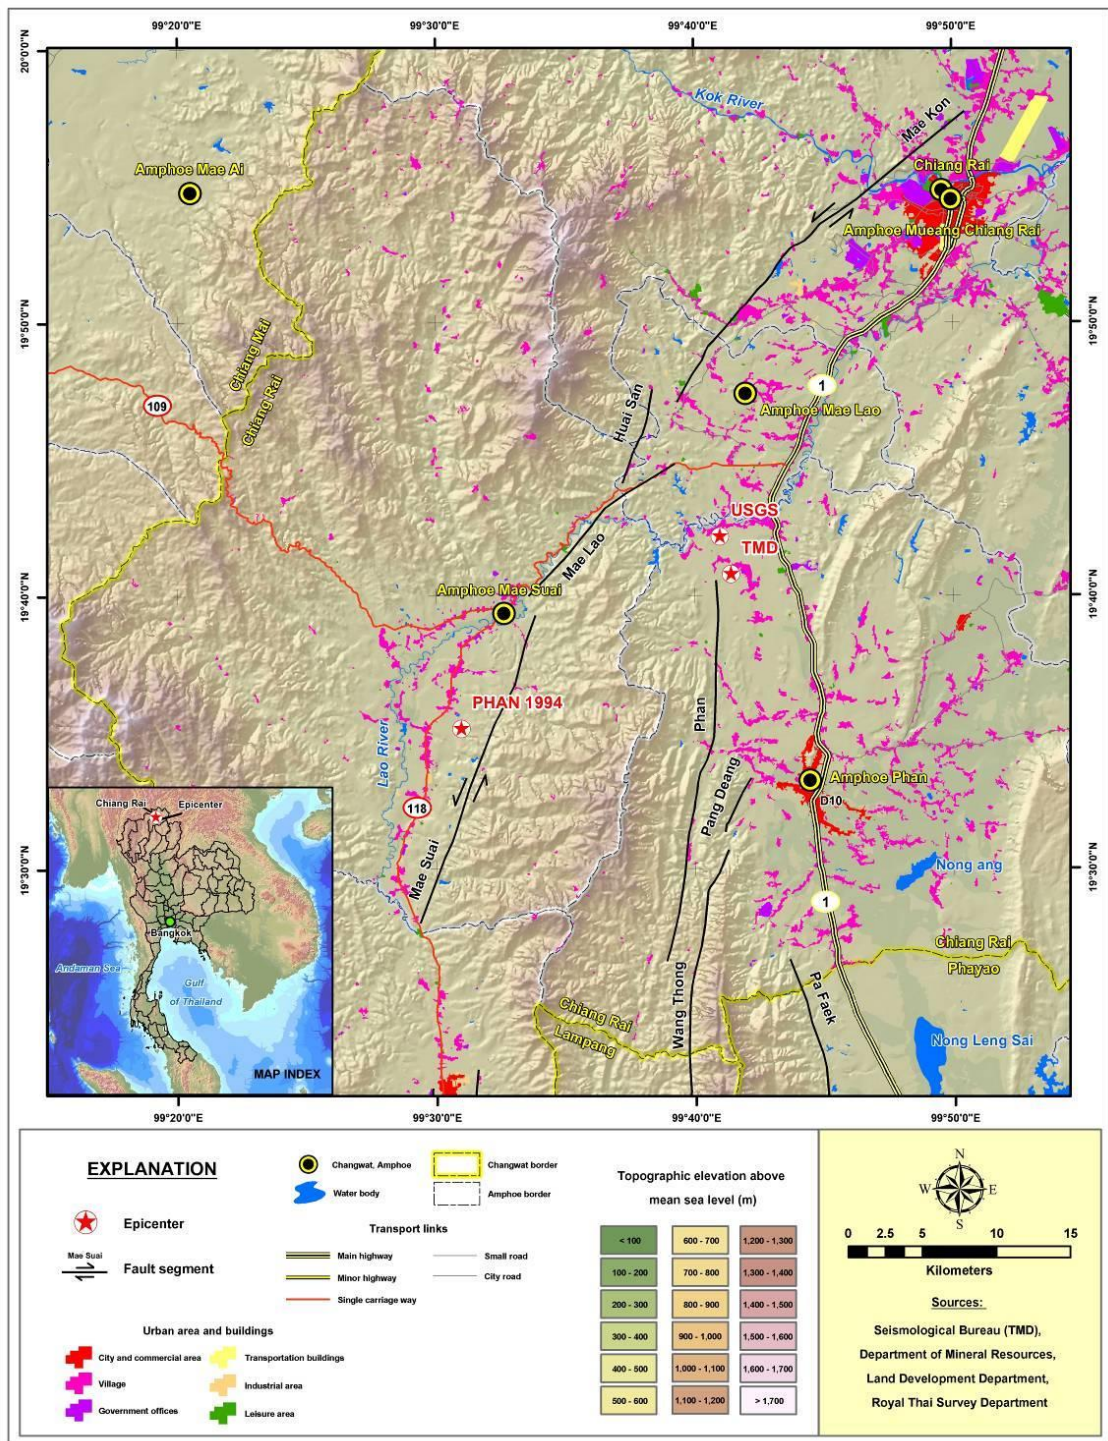 99°20'0"E
99°30'0"E
99°40'0"E
99°50'0"E
20°0'0"N
20°0'0"N
Kok River
Mae Kon
Amphoe Mae Ai
Chiang Rai
Amphoe Mueang Chiang Rai
19°50'0"N
19°50'0"N
Chiang Mai
Chiang Rai
109
1
Huai San
Amphoe Mae Lao
USGS
TMD
Mae Lao
Amphoe Mae Suai
19°40'0"N
19°40'0"N
PHAN 1994
Phan
Lao River
118
Mae Suai
Pang Deang
Amphoe Phan
D10
19°30'0"N
19°30'0"N
Nong ang
1
Chiang Rai
Phayao
Pa Faek
Wang Thong
Chiang Rai
Lampang
Nong Leng Sai
Chiang Rai
Epicenter
Bangkok
Andaman Sea
Gulf
of Thailand
MAP INDEX
99°20'0"E
99°30'0"E
99°40'0"E
99°50'0"E
EXPLANATION
Epicenter
Mae Suai
Fault segment
Changwat, Amphoe
Water body
Changwat border
Amphoe border
Transport links
Main highway
Minor highway
Single carriage way
Small road
City road
Urban area and buildings
City and commercial area
Village
Government offices
Transportation buildings
Industrial area
Leisure area
Topographic elevation above
mean sea level (m)
< 100
600 - 700
1,200 - 1,300
100 - 200
700 - 800
1,300 - 1,400
200 - 300
800 - 900
1,400 - 1,500
300 - 400
900 - 1,000
1,500 - 1,600
400 - 500
1,000 - 1,100
1,600 - 1,700
500 - 600
1,100 - 1,200
> 1,700
N
W
E
S
0 2.5 5 10 15
Kilometers
Sources:
Seismological Bureau (TMD),
Department of Mineral Resources,
Land Development Department,
Royal Thai Survey Department